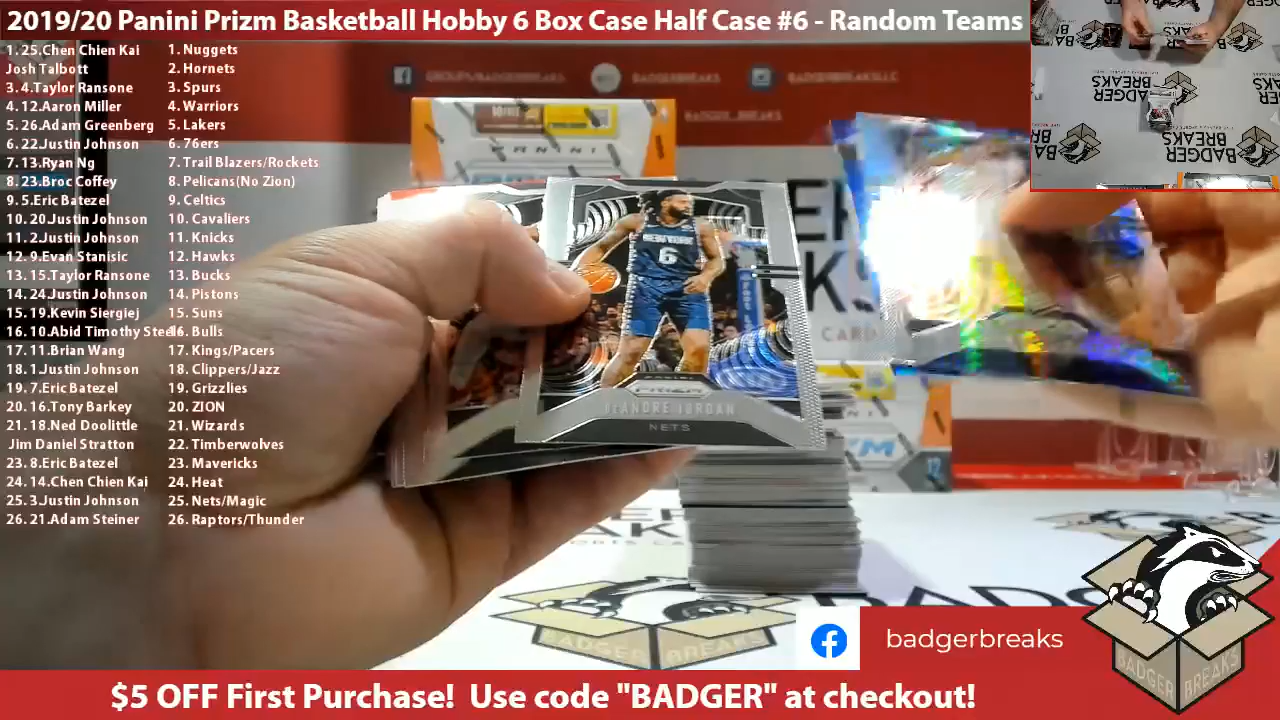 2019/20 Panini Prizm Basketball Hobby 6 Box Case Half Case #6 - Random Teams
1. 25.Chen Chien Kai
Josh Talbott
3.4.Taylor Ransone
4. 12.Aaron Miller
5. 26.Adam Greenberg
6. 22.Justin Johnson
7. 13.Ryan Ng
8. 23.Broc Coffey
9. 5.Eric Batezel
10. 20.Justin Johnson
11. 2.Justin Johnson
12. 9.Evan Stanisic
13. 15.Taylor Ransone
14. 24.Justin Johnson
15. 19.Kevin Siergiej
16. 10.Abid Timothy Steel
17. 11.Brian Wang
18. 1.Justin Johnson
19. 7.Eric Batezel
20. 16.Tony Barkey
21. 18.Ned Doolittle
Jim Daniel Stratton
23. 8.Eric Batezel
24. 14.Chen Chien Kai
25. 3.Justin Johnson
26. 21.Adam Steiner
1. Nuggets
2. Hornets
3. Spurs
4. Warriors
5. Lakers
6. 76ers
7. Trail Blazers/Rockets
8. Pelicans(No Zion)
9. Celtics
10. Cavaliers
11. Knicks
12. Hawks
13. Bucks
14. Pistons
15. Suns
16. Bulls
17. Kings/Pacers
18. Clippers/Jazz
19. Grizzlies
20. ZION
21. Wizards
22. Timberwolves
23. Mavericks
24. Heat
25. Nets/Magic
26. Raptors/Thunder
GROUPS/BADGERBREAKS
BADGERBREAKS
BADGERBREAKSLLC
BADGER_BREAKS
PANINI
NEW YORK
6
PRIZM
DeANDRE JORDAN
NETS
BADGER
BREAKS
BADGER
BREAKS
badgerbreaks
BADGER BREAKS
$5 OFF First Purchase! Use code "BADGER" at checkout!